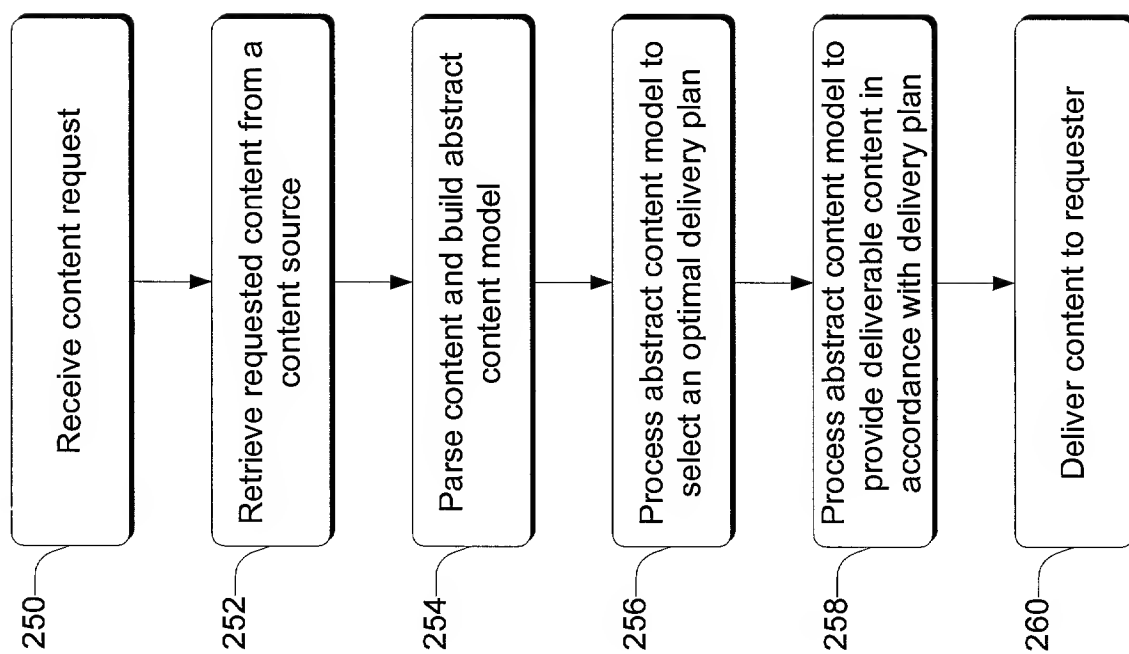 250
Receive content request
252
Retrieve requested content from a
content source
254
Parse content and build abstract
content model
256
Process abstract content model to
select an optimal delivery plan
258
Process abstract content model to
provide deliverable content in
accordance with delivery plan
260
Deliver content to requester